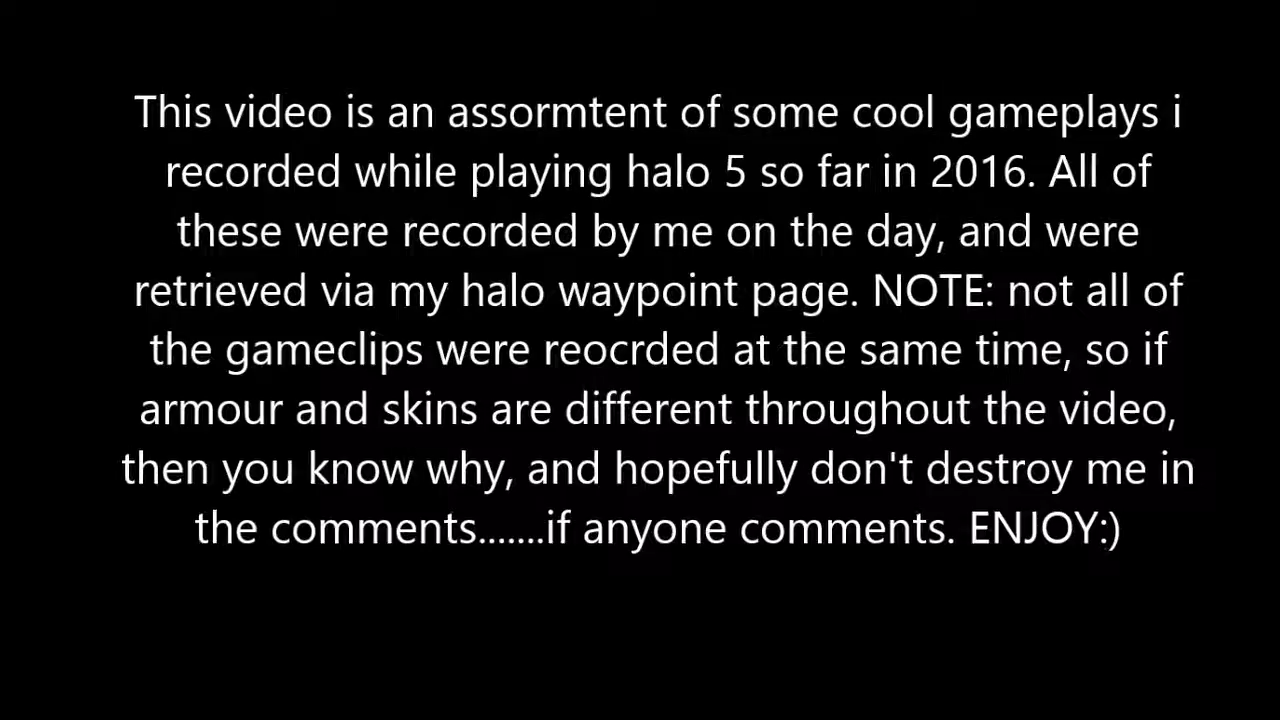 This video is an assormtent of some cool gameplays i
recorded while playing halo 5 so far in 2016. All of
these were recorded by me on the day, and were
retrieved via my halo waypoint page. NOTE: not all of
the gameclips were reocrded at the same time, so if
armour and skins are different throughout the video,
then you know why, and hopefully don't destroy me in
the comments.......if anyone comments. ENJOY:)